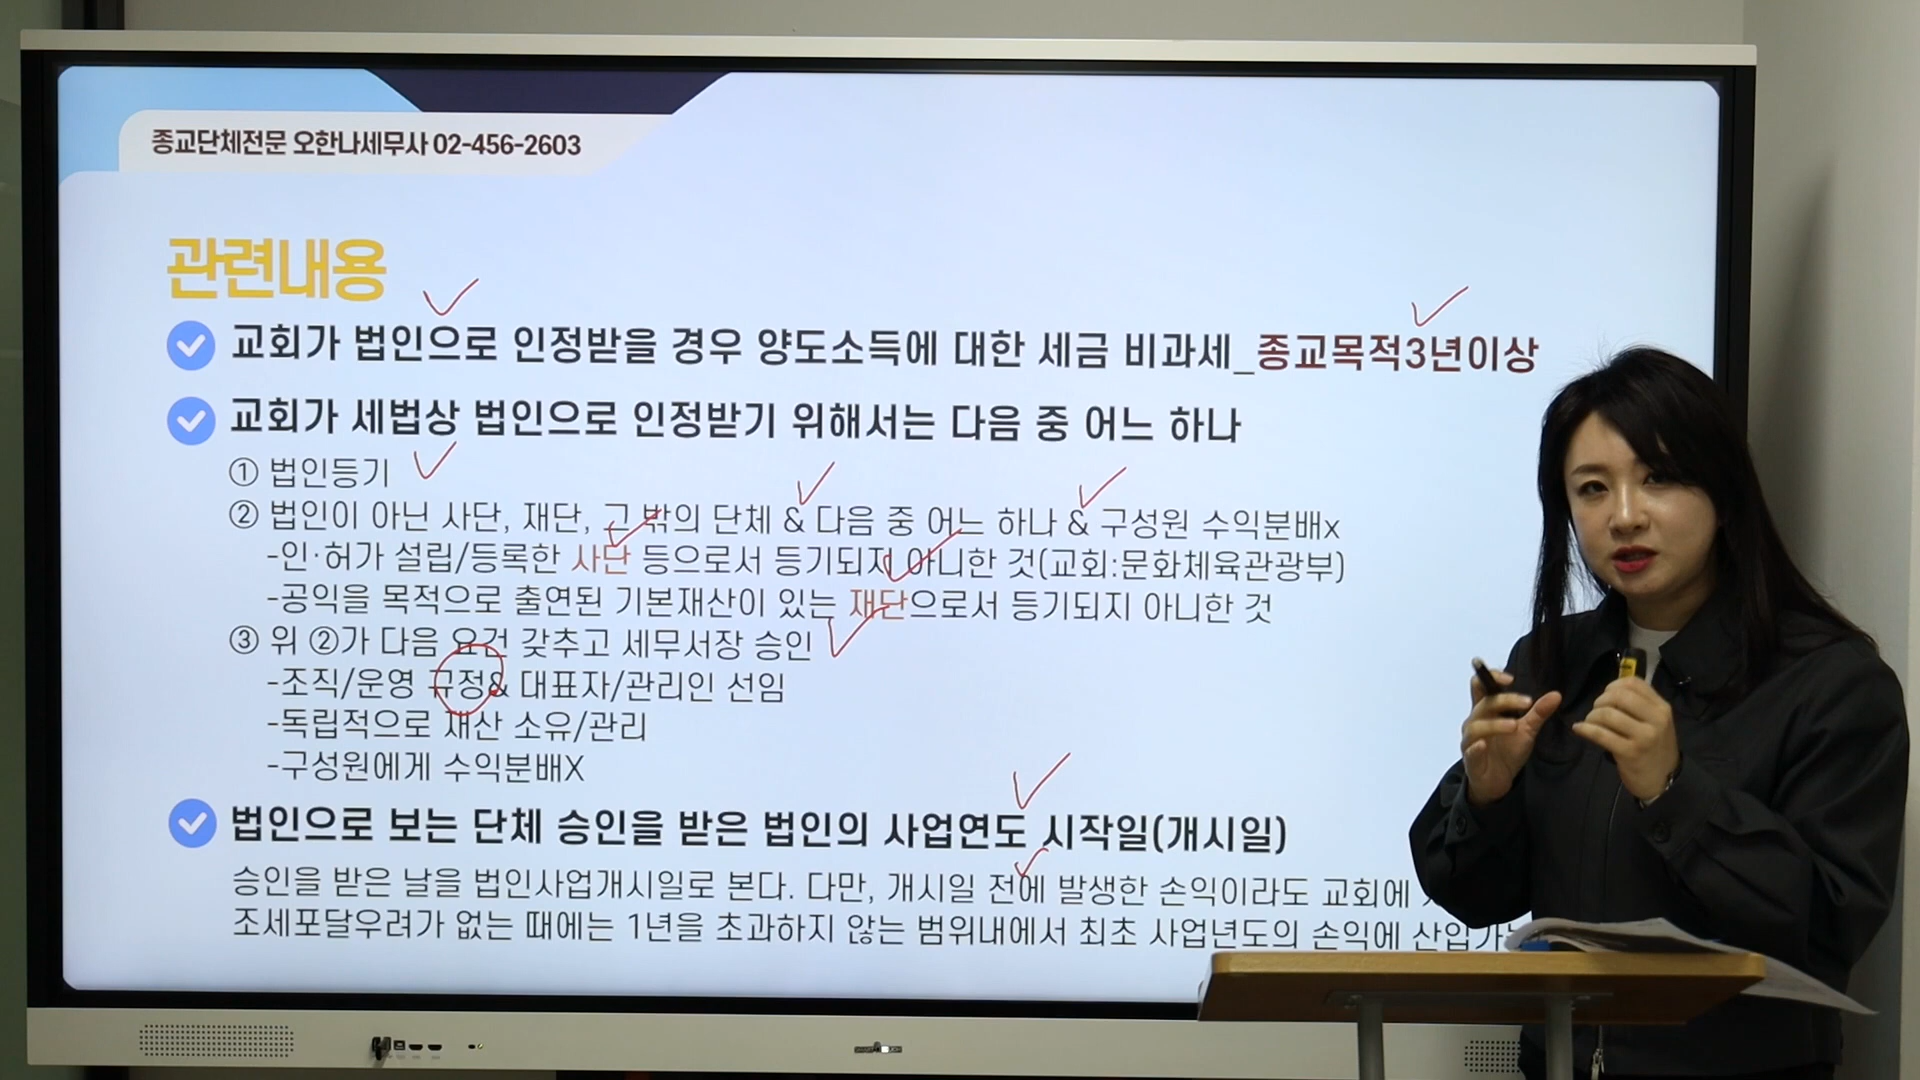 종교단체전문 오한나세무사 02-456-2603
관련내용
교회가 법인으로 인정받을 경우 양도소득에 대한 세금 비과세_종교목적3년이상
교회가 세법상 법인으로 인정받기 위해서는 다음 중 어느 하나
① 법인등기
② 법인이 아닌 사단, 재단, 그 밖의 단체 & 다음 중 어느 하나 & 구성원 수익분배x
-인·허가 설립/등록한 사단 등으로서 등기되지 아니한 것(교회:문화체육관광부)
-공익을 목적으로 출연된 기본재산이 있는 재단으로서 등기되지 아니한 것
③ 위 ②가 다음 요건 갖추고 세무서장 승인
-조직/운영 규정& 대표자/관리인 선임
-독립적으로 재산 소유/관리
-구성원에게 수익분배X
법인으로 보는 단체 승인을 받은 법인의 사업연도 시작일(개시일)
승인을 받은 날을 법인사업개시일로 본다. 다만, 개시일 전에 발생한 손익이라도 교회에
조세포탈우려가 없는 때에는 1년을 초과하지 않는 범위내에서 최초 사업년도의 손익에